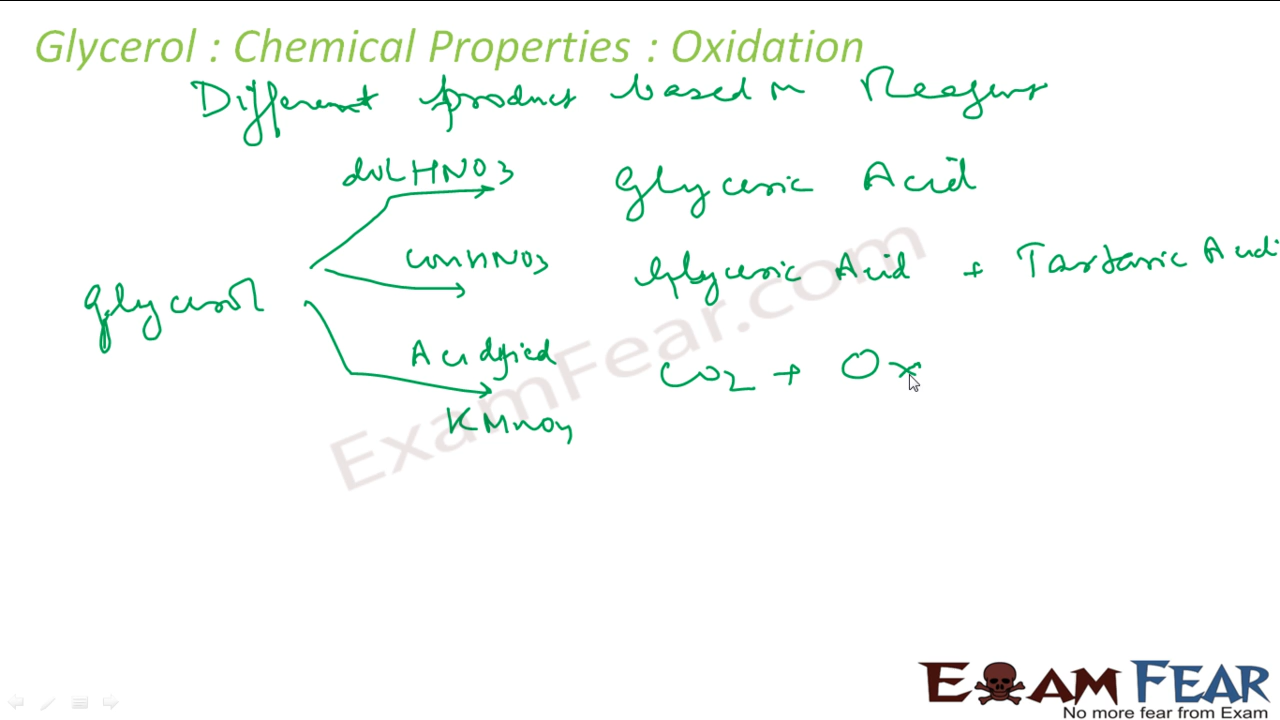 Glycerol : Chemical Properties : Oxidation
Different product based on Reagent
dil HNO3 Glyceric Acid
Con HNO3 Glyceric Acid + Tartaric Acid
Glycerol
Acidified CO2 + Ox
KMnO4
ExamFear.com
EXAM FEAR
No more fear from Exam